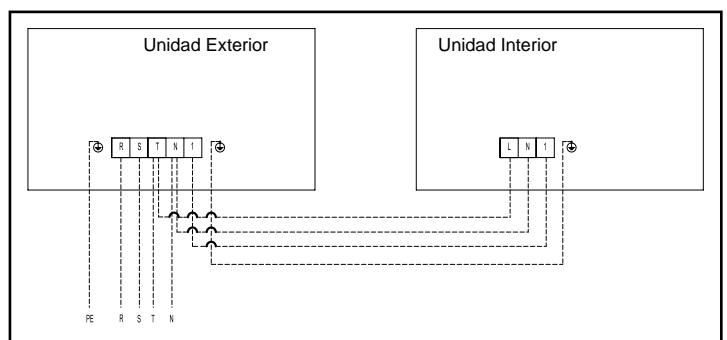 Unidad Exterior Unidad Interior
R S T N 1 L N 1
PE R S T N